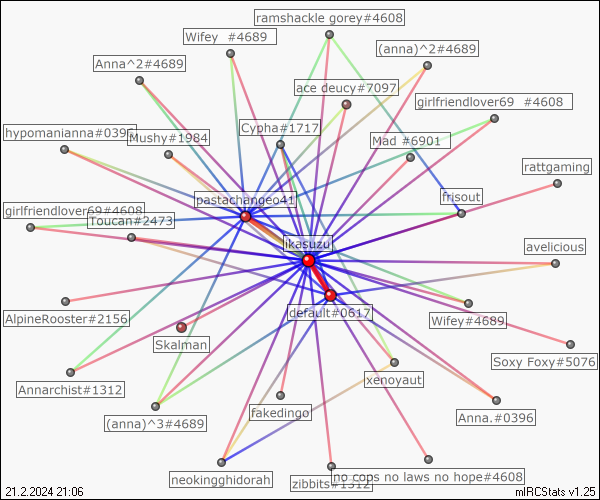 ramshackle gorey#4608
Wifey  #4689
(anna)^2#4689
Anna^2#4689
ace deucy#7097
girlfriendlover69  #4608
Cypha#1717
hypomanianna#0396
Mushy#1984
Mad #6901
rattgaming
pastachangeo41
frisout
girlfriendlover69#4608
Toucan#2473
ikasuzu
avelicious
AlpineRooster#2156
default#0617
Wifey#4689
Skalman
Soxy Foxy#5076
xenoyaut
Annarchist#1312
fakedingo
Anna.#0396
(anna)^3#4689
neokingghidorah
no cops no laws no hope#4608
zibbits#1312
21.2.2024 21:06
mIRCStats v1.25